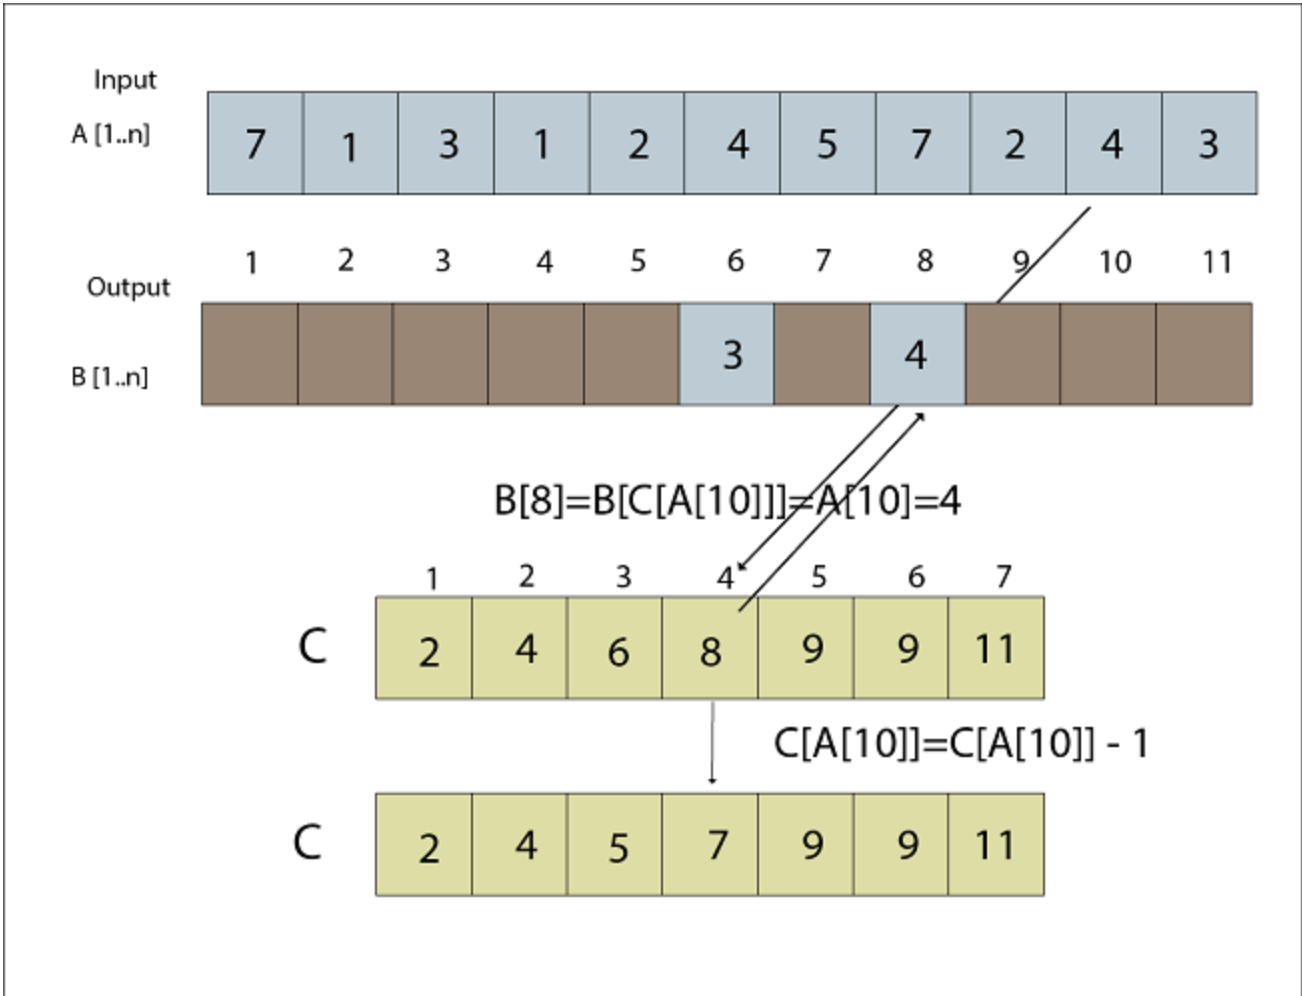 Input
A [1..n]
7 1 3 1 2 4 5 7 2 4 3
1 2 3 4 5 6 7 8 9 10 11
Output
3 4
B [1..n]
B[8]=B[C[A[10]]]=A[10]=4
1 2 3 4 5 6 7
C 2 4 6 8 9 9 11
C[A[10]]=C[A[10]] - 1
C 2 4 5 7 9 9 11